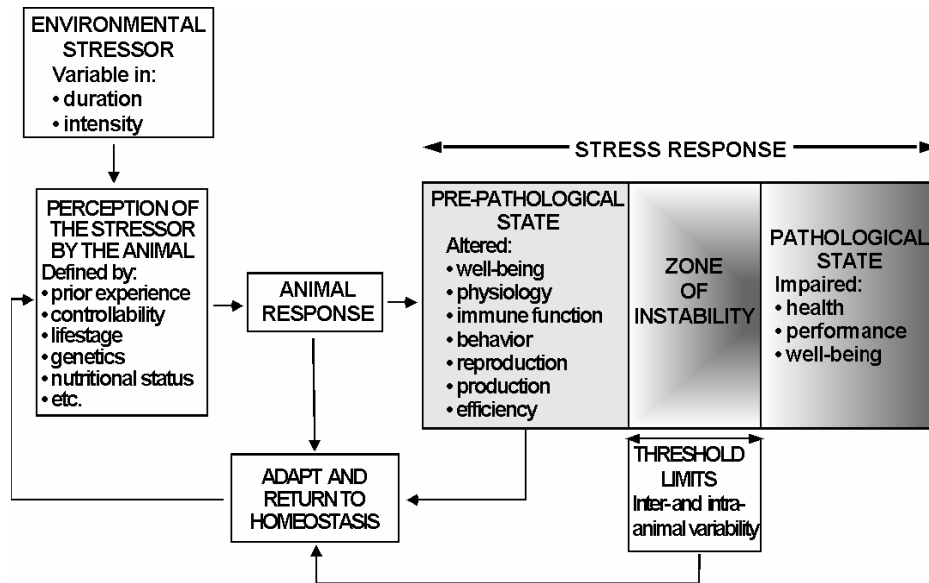 ENVIRONMENTAL
STRESSOR
Variable in:
• duration
• intensity
PERCEPTION OF
THE STRESSOR
BY THE ANIMAL
Defined by:
• prior experience
• controllability
• lifestage
• genetics
• nutritional status
• etc.
ANIMAL
RESPONSE
ADAPT AND
RETURN TO
HOMEOSTASIS
STRESS RESPONSE
PRE-PATHOLOGICAL
STATE
Altered:
• well-being
• physiology
• immune function
• behavior
• reproduction
• production
• efficiency
ZONE
OF
INSTABILITY
PATHOLOGICAL
STATE
Impaired:
• health
• performance
• well-being
THRESHOLD
LIMITS
Inter-and intra-
animal variability